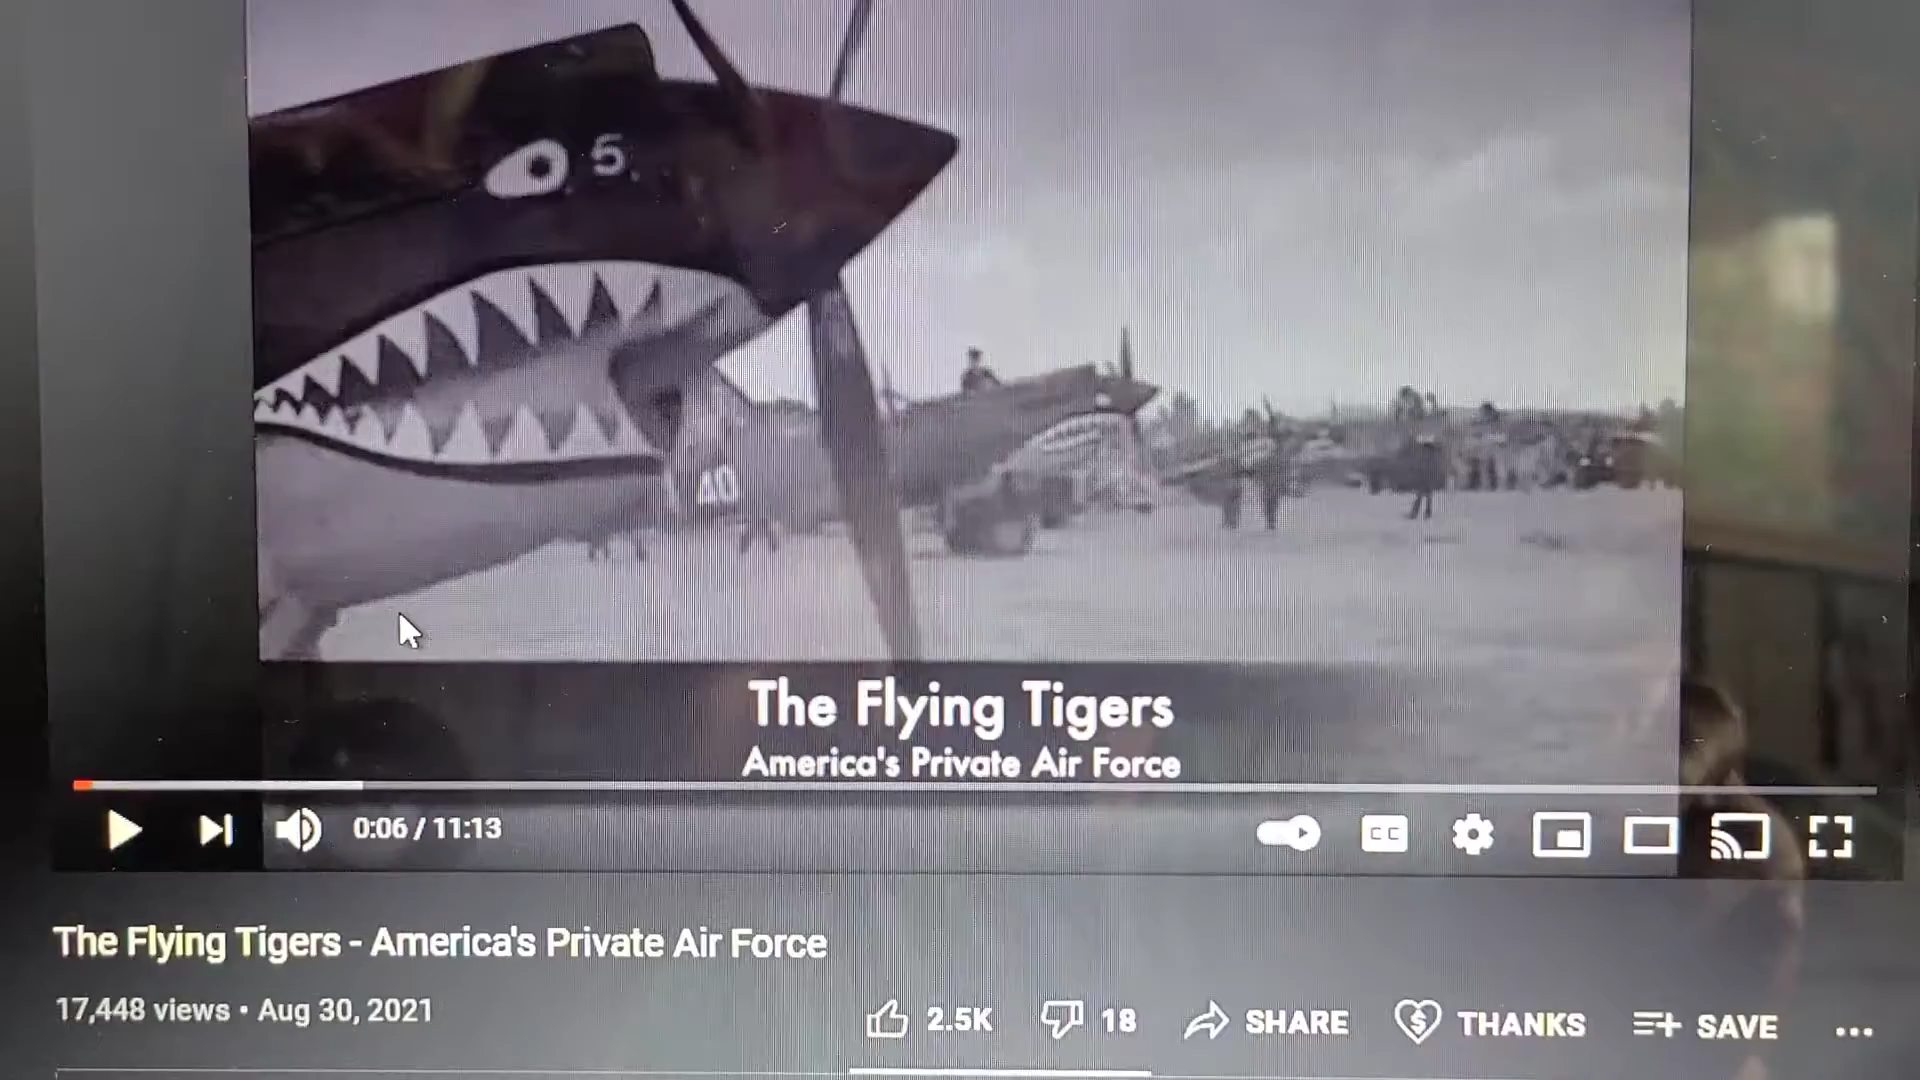 5
40
The Flying Tigers
America's Private Air Force
0:06 / 11:13
CC
The Flying Tigers - America's Private Air Force
17,448 views • Aug 30, 2021
2.5K 18 SHARE THANKS SAVE ...